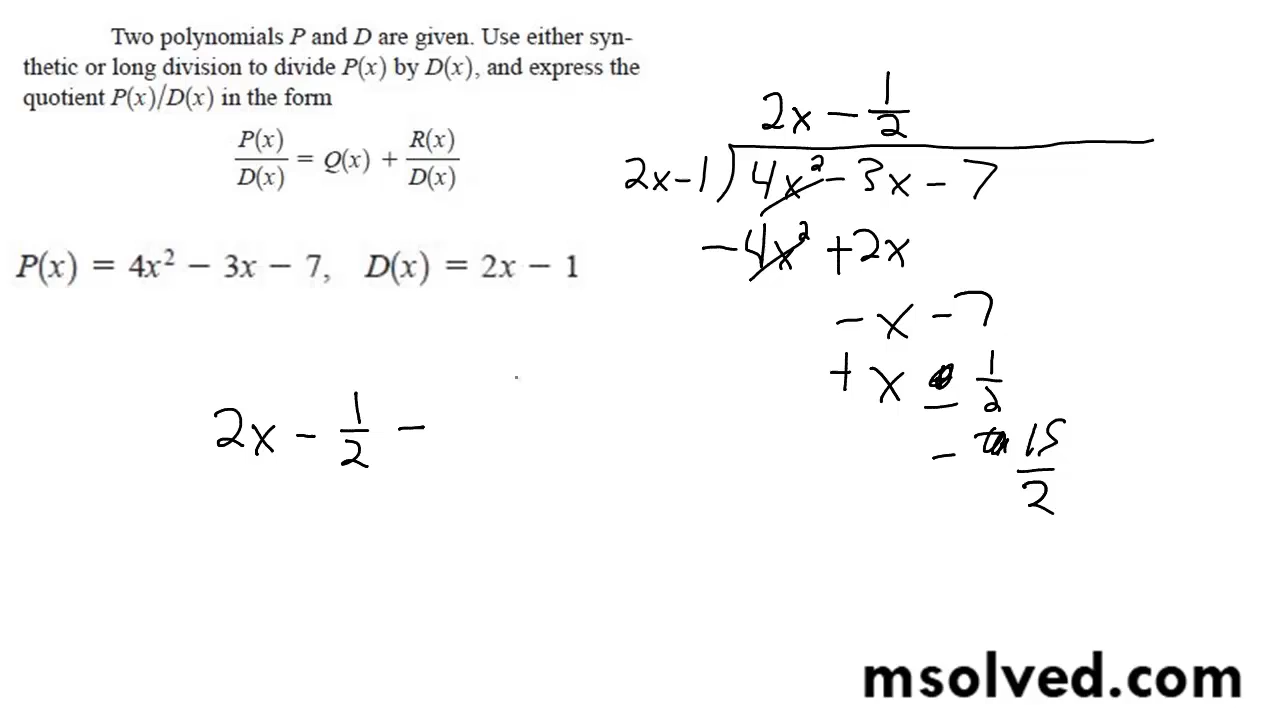 Two polynomials P and D are given. Use either syn-
thetic or long division to divide P(x) by D(x), and express the
quotient P(x)/D(x) in the form
P(x)/D(x) = Q(x) + R(x)/D(x)
P(x) = 4x² − 3x − 7, D(x) = 2x − 1
2x − 1/2 −
2x − 1/2
2x-1 ) 4x² - 3x - 7
- 4x² + 2x
- x - 7
+ x - 1/2
- 15/2
msolved.com